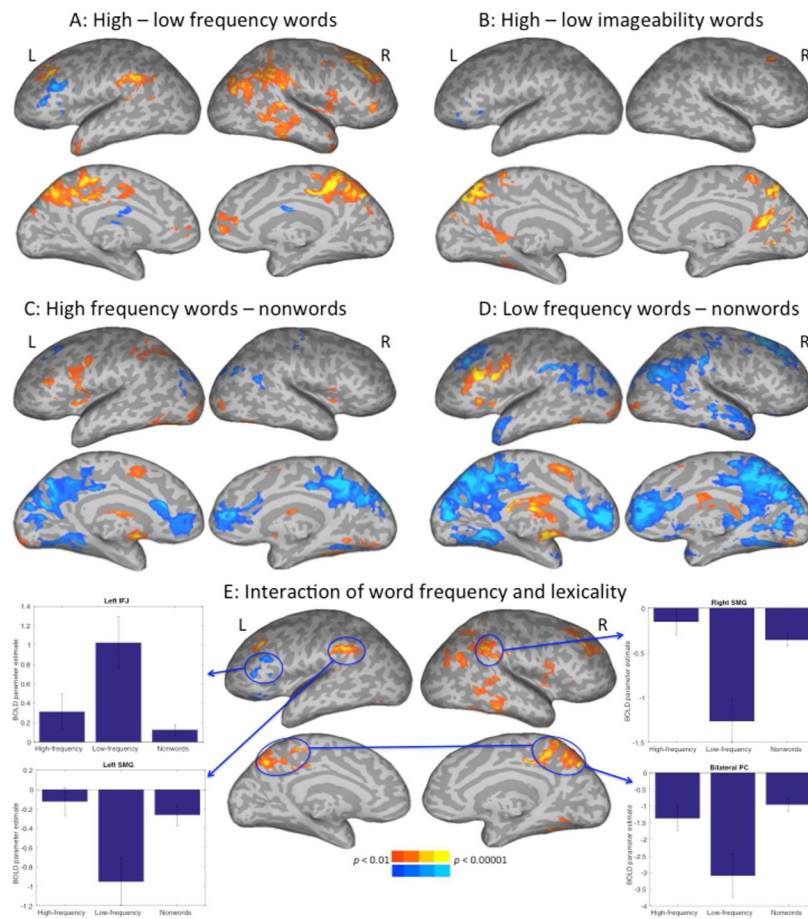 A: High – low frequency words
B: High – low imageability words
L
R
L
R
C: High frequency words – nonwords
D: Low frequency words – nonwords
L
R
L
R
E: Interaction of word frequency and lexicality
L
R
Left IFJ
BOLD parameter estimate
1.4
1.2
1
0.8
0.6
0.4
0.2
0
High-frequency Low-frequency Nonwords
Right SMG
BOLD parameter estimate
0
-0.5
-1
-1.5
High-frequency Low-frequency Nonwords
Left SMG
BOLD parameter estimate
0
-0.2
-0.4
-0.6
-0.8
-1
-1.2
High-frequency Low-frequency Nonwords
Bilateral PC
BOLD parameter estimate
0
-0.5
-1
-1.5
-2
-2.5
-3
-3.5
-4
High-frequency Low-frequency Nonwords
p < 0.01 p < 0.00001